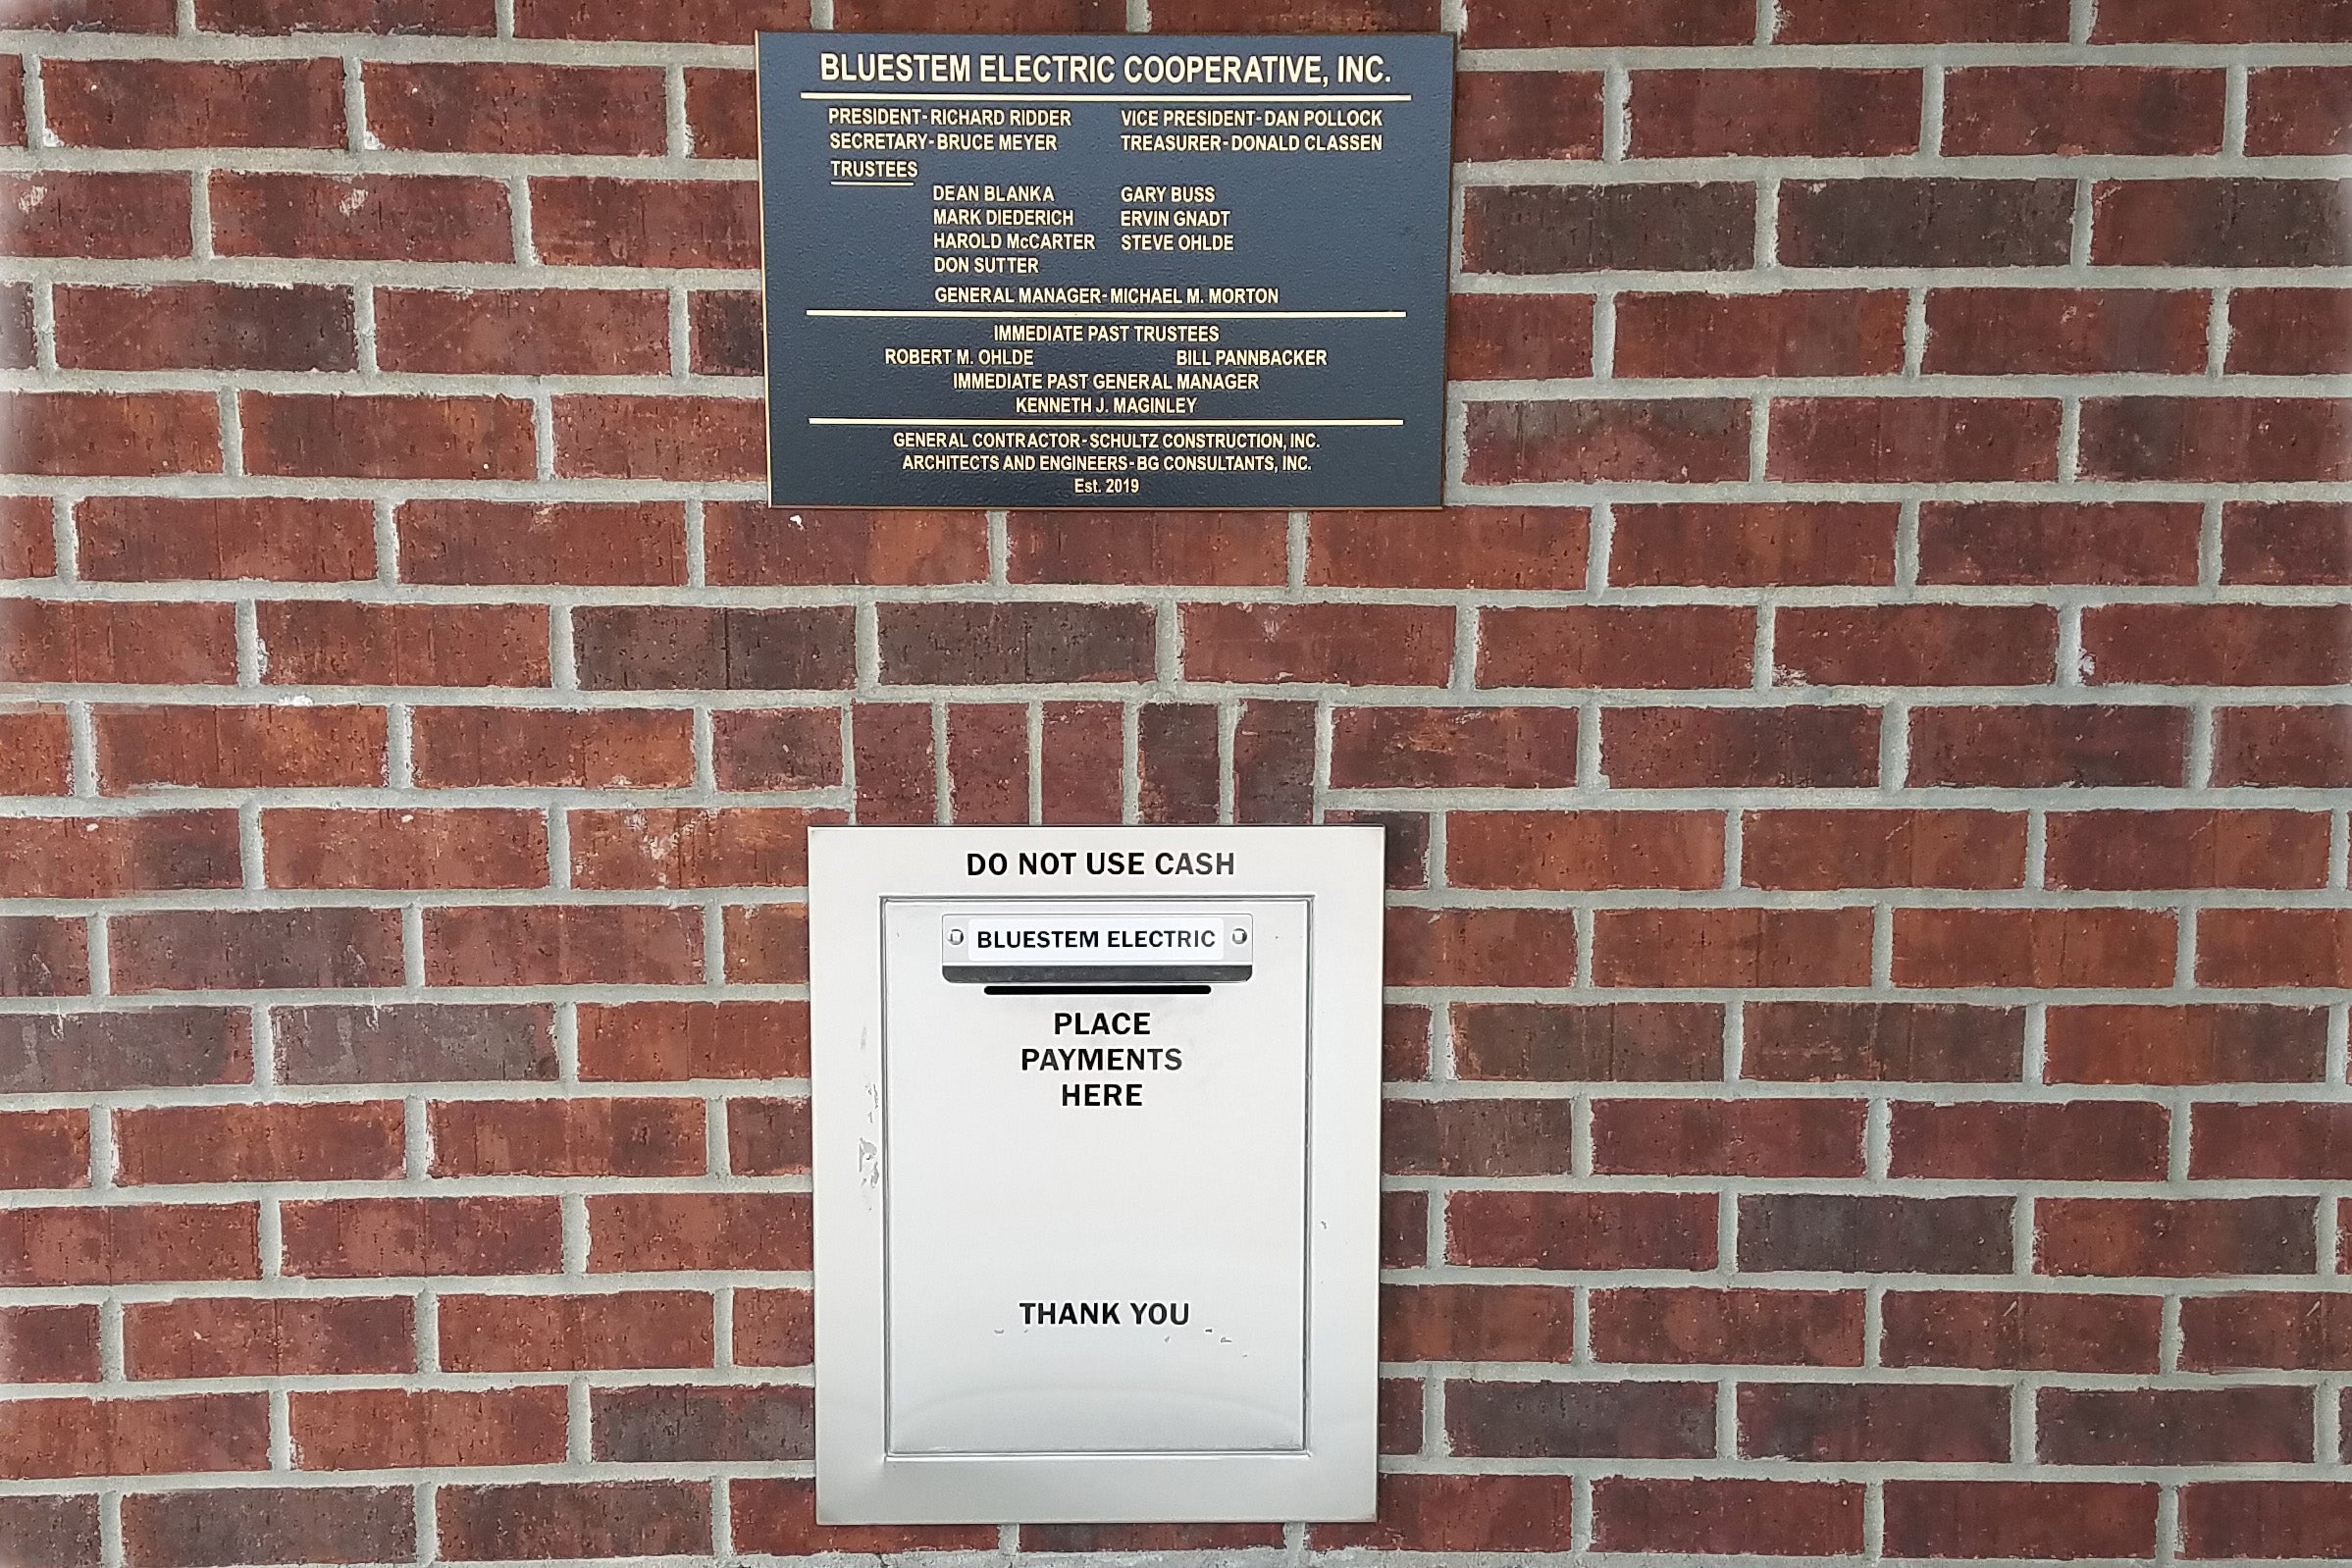 BLUESTEM ELECTRIC COOPERATIVE, INC.
PRESIDENT-RICHARD RIDDER VICE PRESIDENT-DAN POLLOCK
SECRETARY-BRUCE MEYER TREASURER-DONALD CLASSEN
TRUSTEES
DEAN BLANKA GARY BUSS
MARK DIEDERICH ERVIN GNADT
HAROLD McCARTER STEVE OHLDE
DON SUTTER
GENERAL MANAGER-MICHAEL M. MORTON
IMMEDIATE PAST TRUSTEES
ROBERT M. OHLDE BILL PANNBACKER
IMMEDIATE PAST GENERAL MANAGER
KENNETH J. MAGINLEY
GENERAL CONTRACTOR-SCHULTZ CONSTRUCTION, INC.
ARCHITECTS AND ENGINEERS-BG CONSULTANTS, INC.
Est. 2019
DO NOT USE CASH
BLUESTEM ELECTRIC
PLACE
PAYMENTS
HERE
THANK YOU